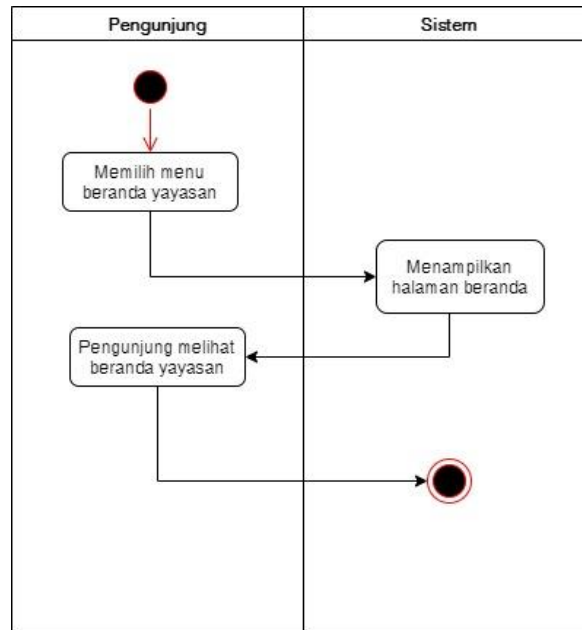 Pengunjung
Sistem
Memilih menu
beranda yayasan
Menampilkan
halaman beranda
Pengunjung melihat
beranda yayasan